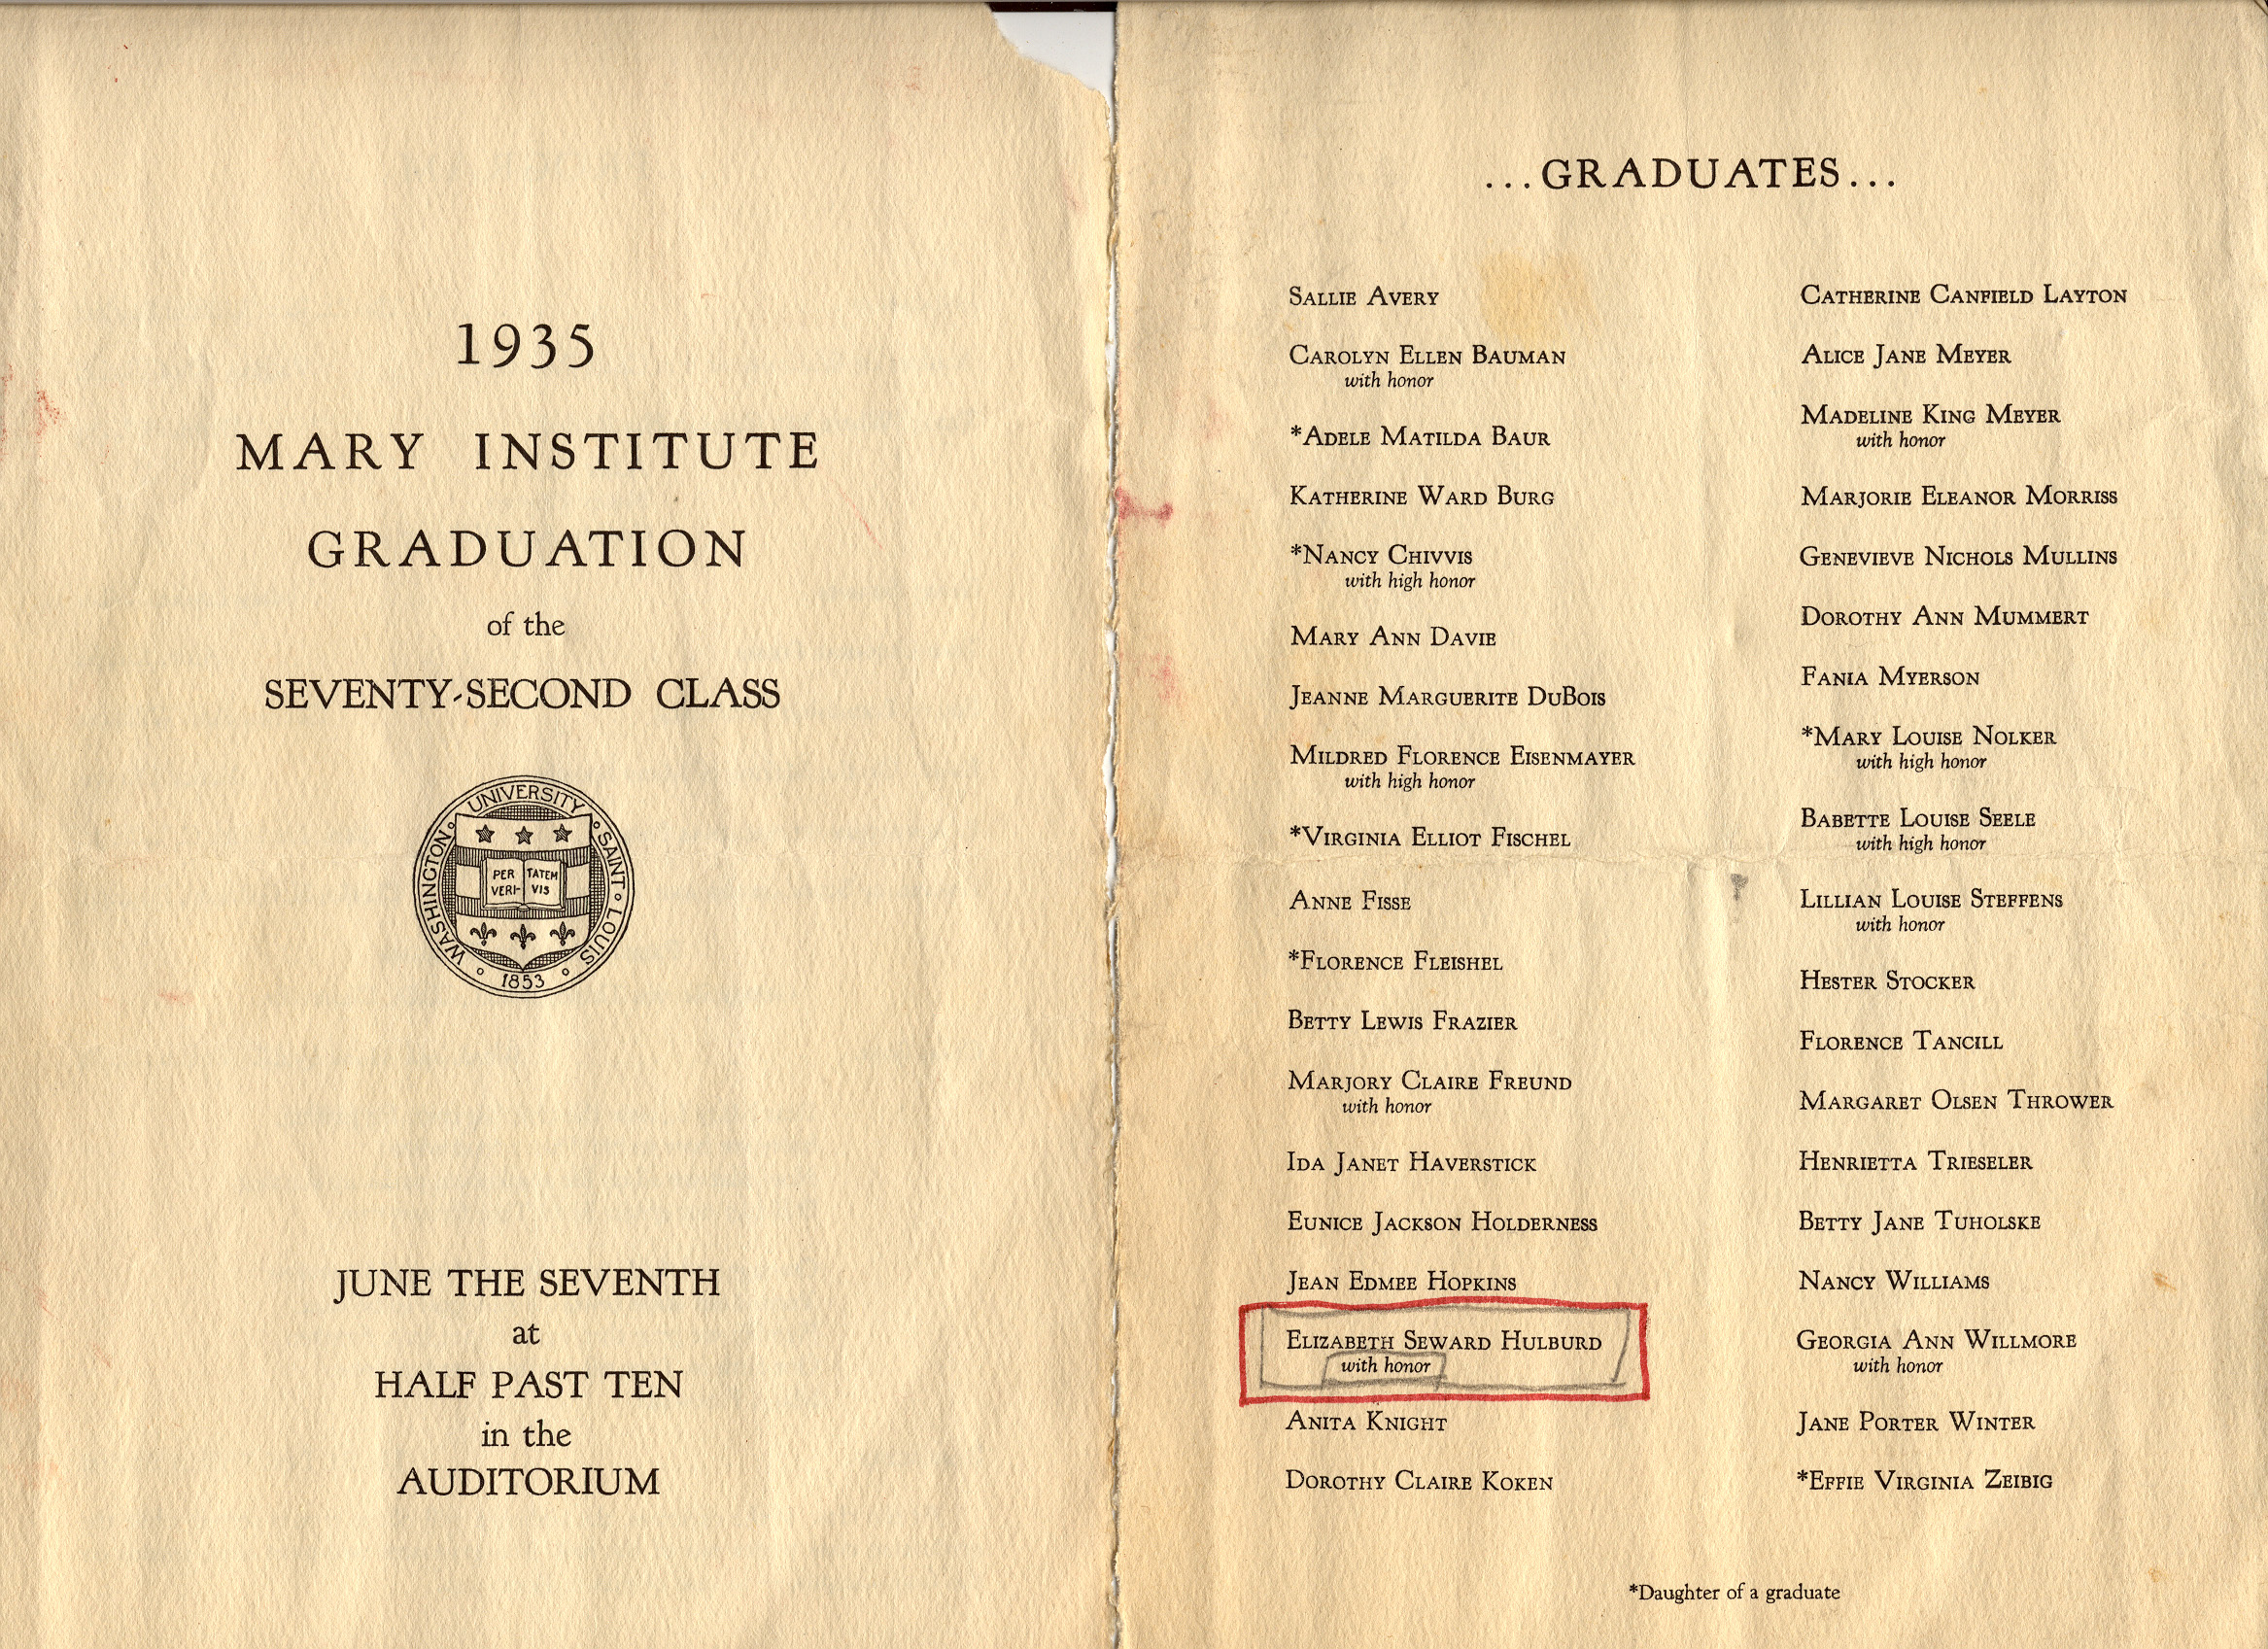 1935
MARY INSTITUTE
GRADUATION
of the
SEVENTY-SECOND CLASS
WASHINGTON · UNIVERSITY · SAINT · LOUIS · 1853
PER TATEM
VERI- VIS
JUNE THE SEVENTH
at
HALF PAST TEN
in the
AUDITORIUM
...GRADUATES...
SALLIE AVERY
CAROLYN ELLEN BAUMAN
with honor
*ADELE MATILDA BAUR
KATHERINE WARD BURG
*NANCY CHIVVIS
with high honor
MARY ANN DAVIE
JEANNE MARGUERITE DUBOIS
MILDRED FLORENCE EISENMAYER
with high honor
*VIRGINIA ELLIOT FISCHEL
ANNE FISSE
*FLORENCE FLEISHEL
BETTY LEWIS FRAZIER
MARJORY CLAIRE FREUND
with honor
IDA JANET HAVERSTICK
EUNICE JACKSON HOLDERNESS
JEAN EDMEE HOPKINS
ELIZABETH SEWARD HULBURD
with honor
ANITA KNIGHT
DOROTHY CLAIRE KOKEN
CATHERINE CANFIELD LAYTON
ALICE JANE MEYER
MADELINE KING MEYER
with honor
MARJORIE ELEANOR MORRISS
GENEVIEVE NICHOLS MULLINS
DOROTHY ANN MUMMERT
FANIA MYERSON
*MARY LOUISE NOLKER
with high honor
BABETTE LOUISE SEELE
with high honor
LILLIAN LOUISE STEFFENS
with honor
HESTER STOCKER
FLORENCE TANCILL
MARGARET OLSEN THROWER
HENRIETTA TRIESELER
BETTY JANE TUHOLSKE
NANCY WILLIAMS
GEORGIA ANN WILLMORE
with honor
JANE PORTER WINTER
*EFFIE VIRGINIA ZEIBIG
*Daughter of a graduate